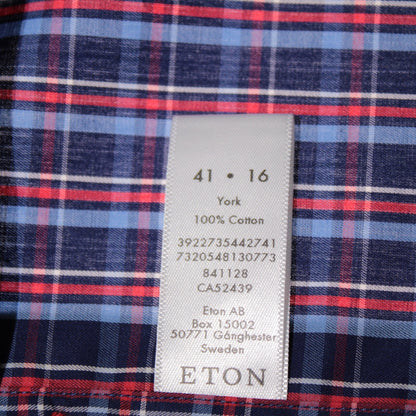 41 • 16
York
100% Cotton
3922735442741
7320548130773
841128
CA52439
Eton AB
Box 15002
50771 Gånghester
Sweden
ETON